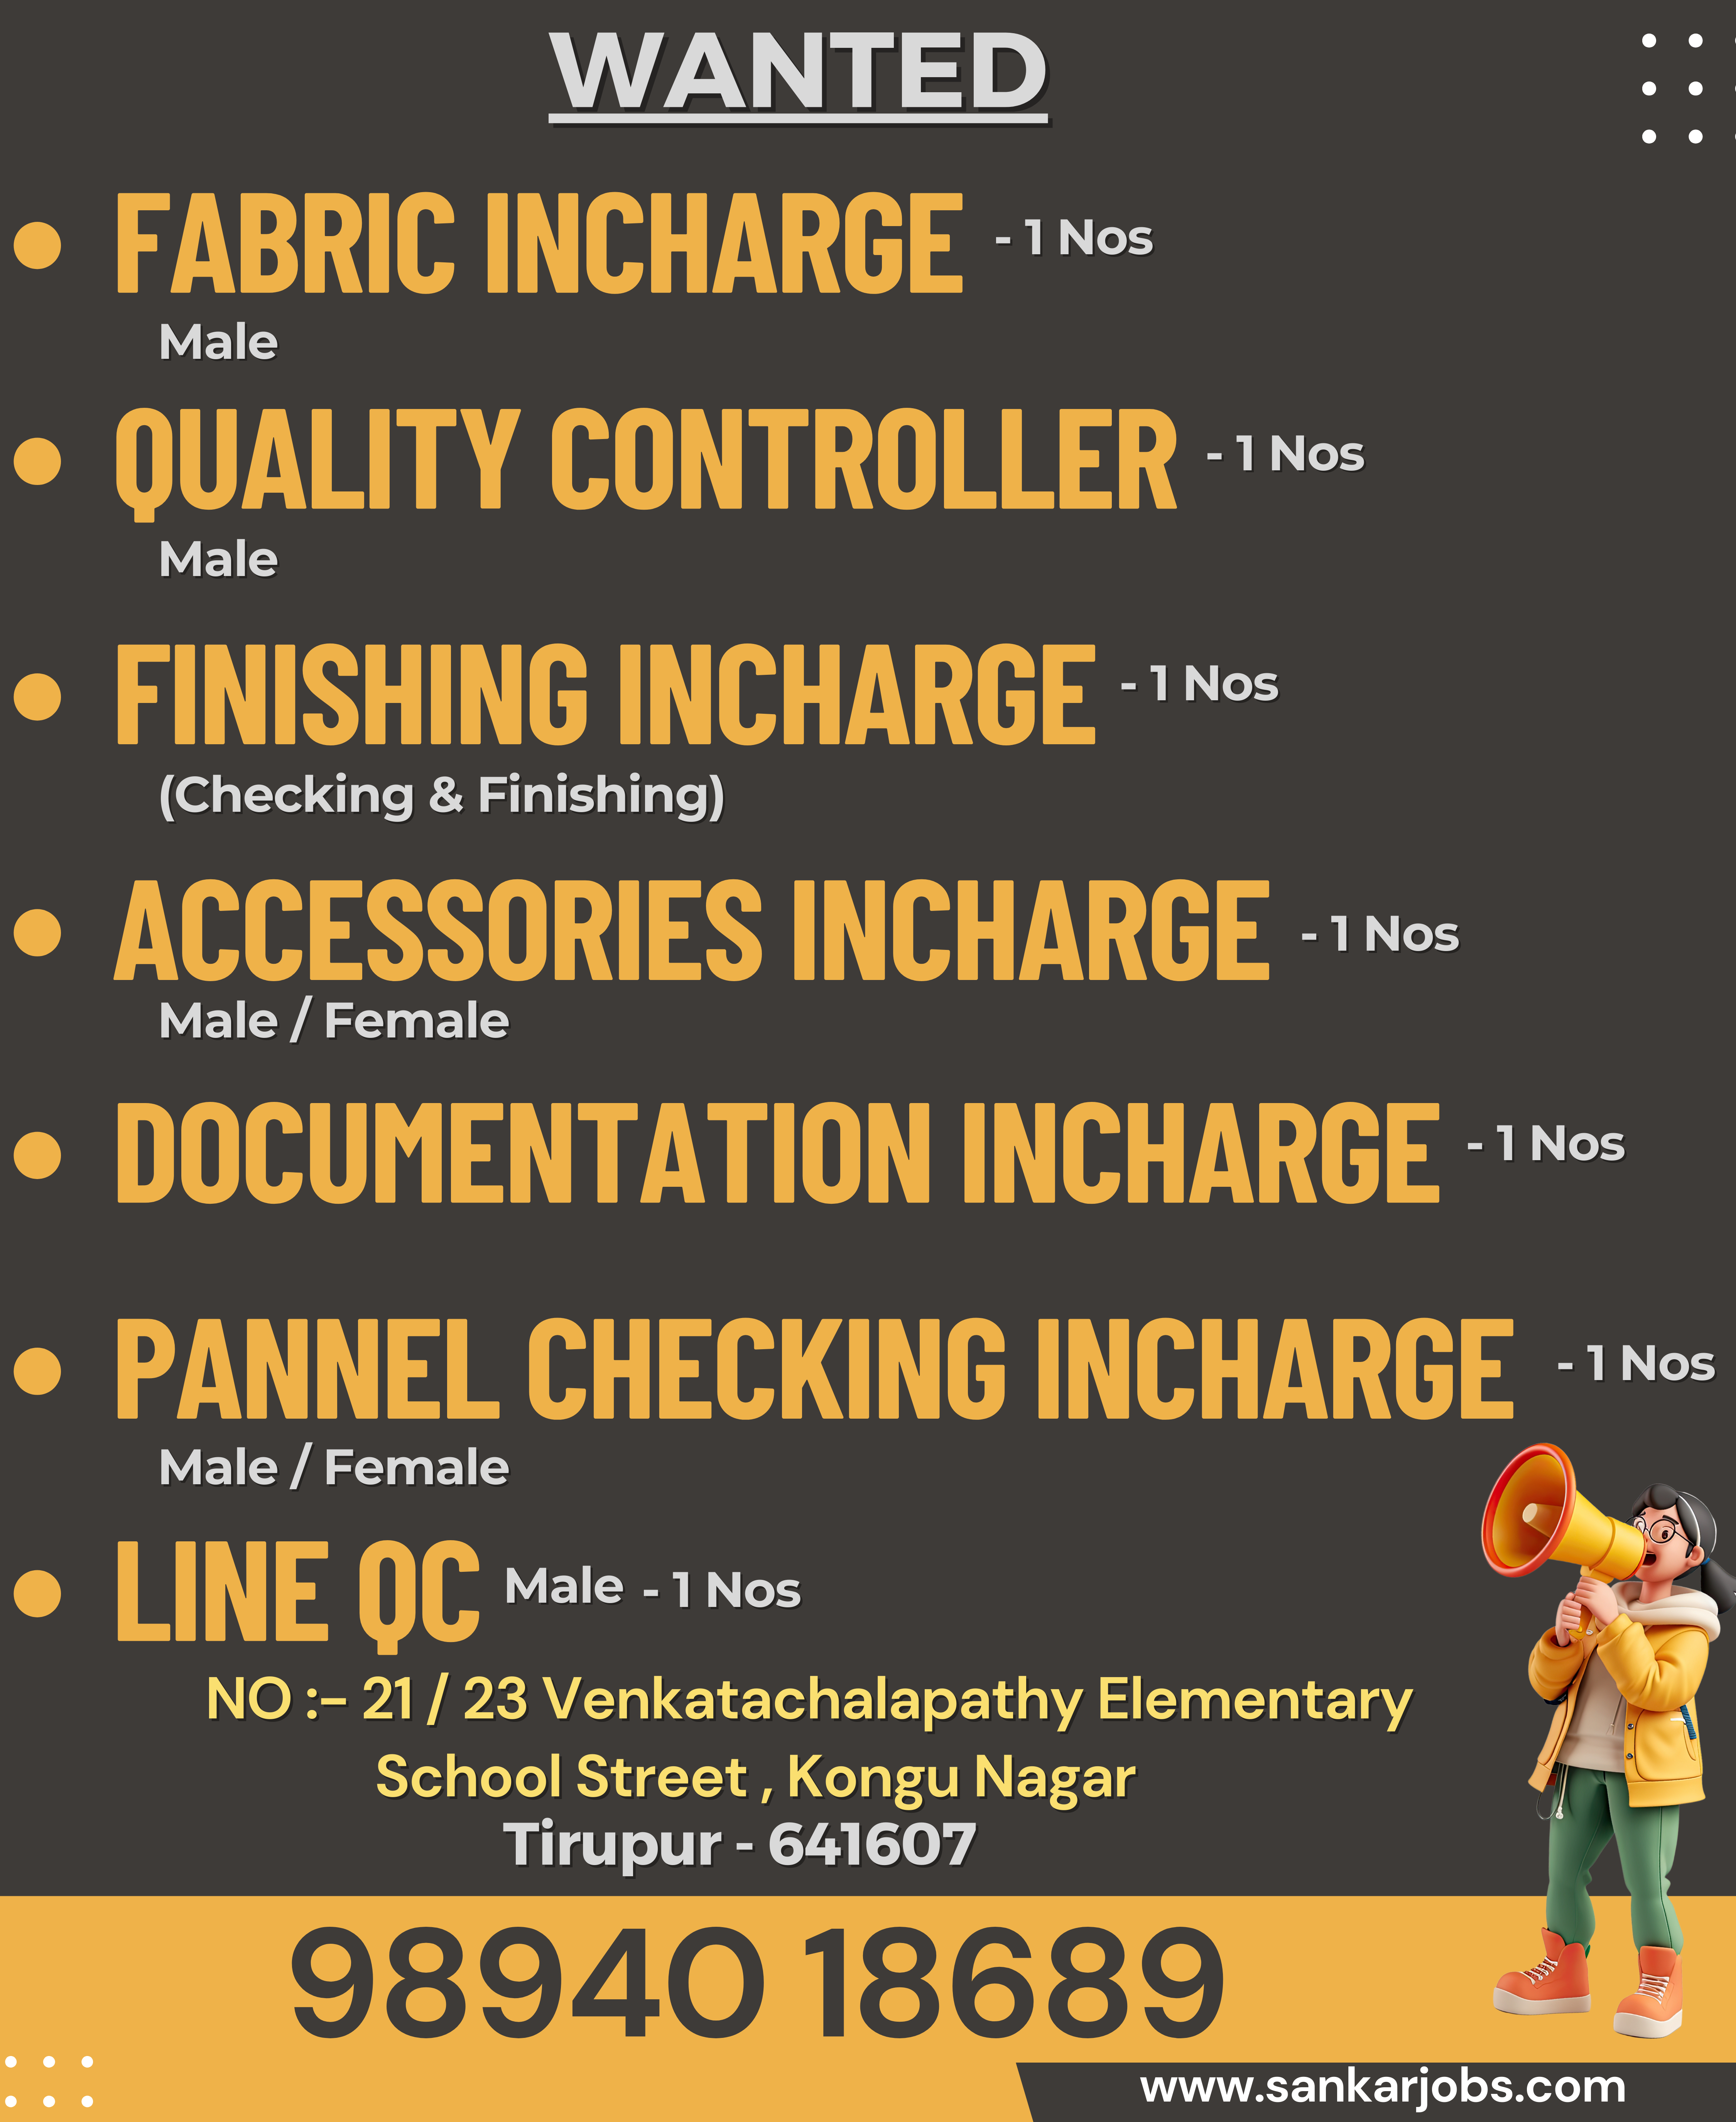 WANTED
FABRIC INCHARGE - 1 Nos
Male
QUALITY CONTROLLER - 1 Nos
Male
FINISHING INCHARGE - 1 Nos
(Checking & Finishing)
ACCESSORIES INCHARGE - 1 Nos
Male / Female
DOCUMENTATION INCHARGE - 1 Nos
PANNEL CHECKING INCHARGE - 1 Nos
Male / Female
LINE QC Male - 1 Nos
NO :- 21 / 23 Venkatachalapathy Elementary
School Street , Kongu Nagar
Tirupur - 641607
98940 18689
www.sankarjobs.com